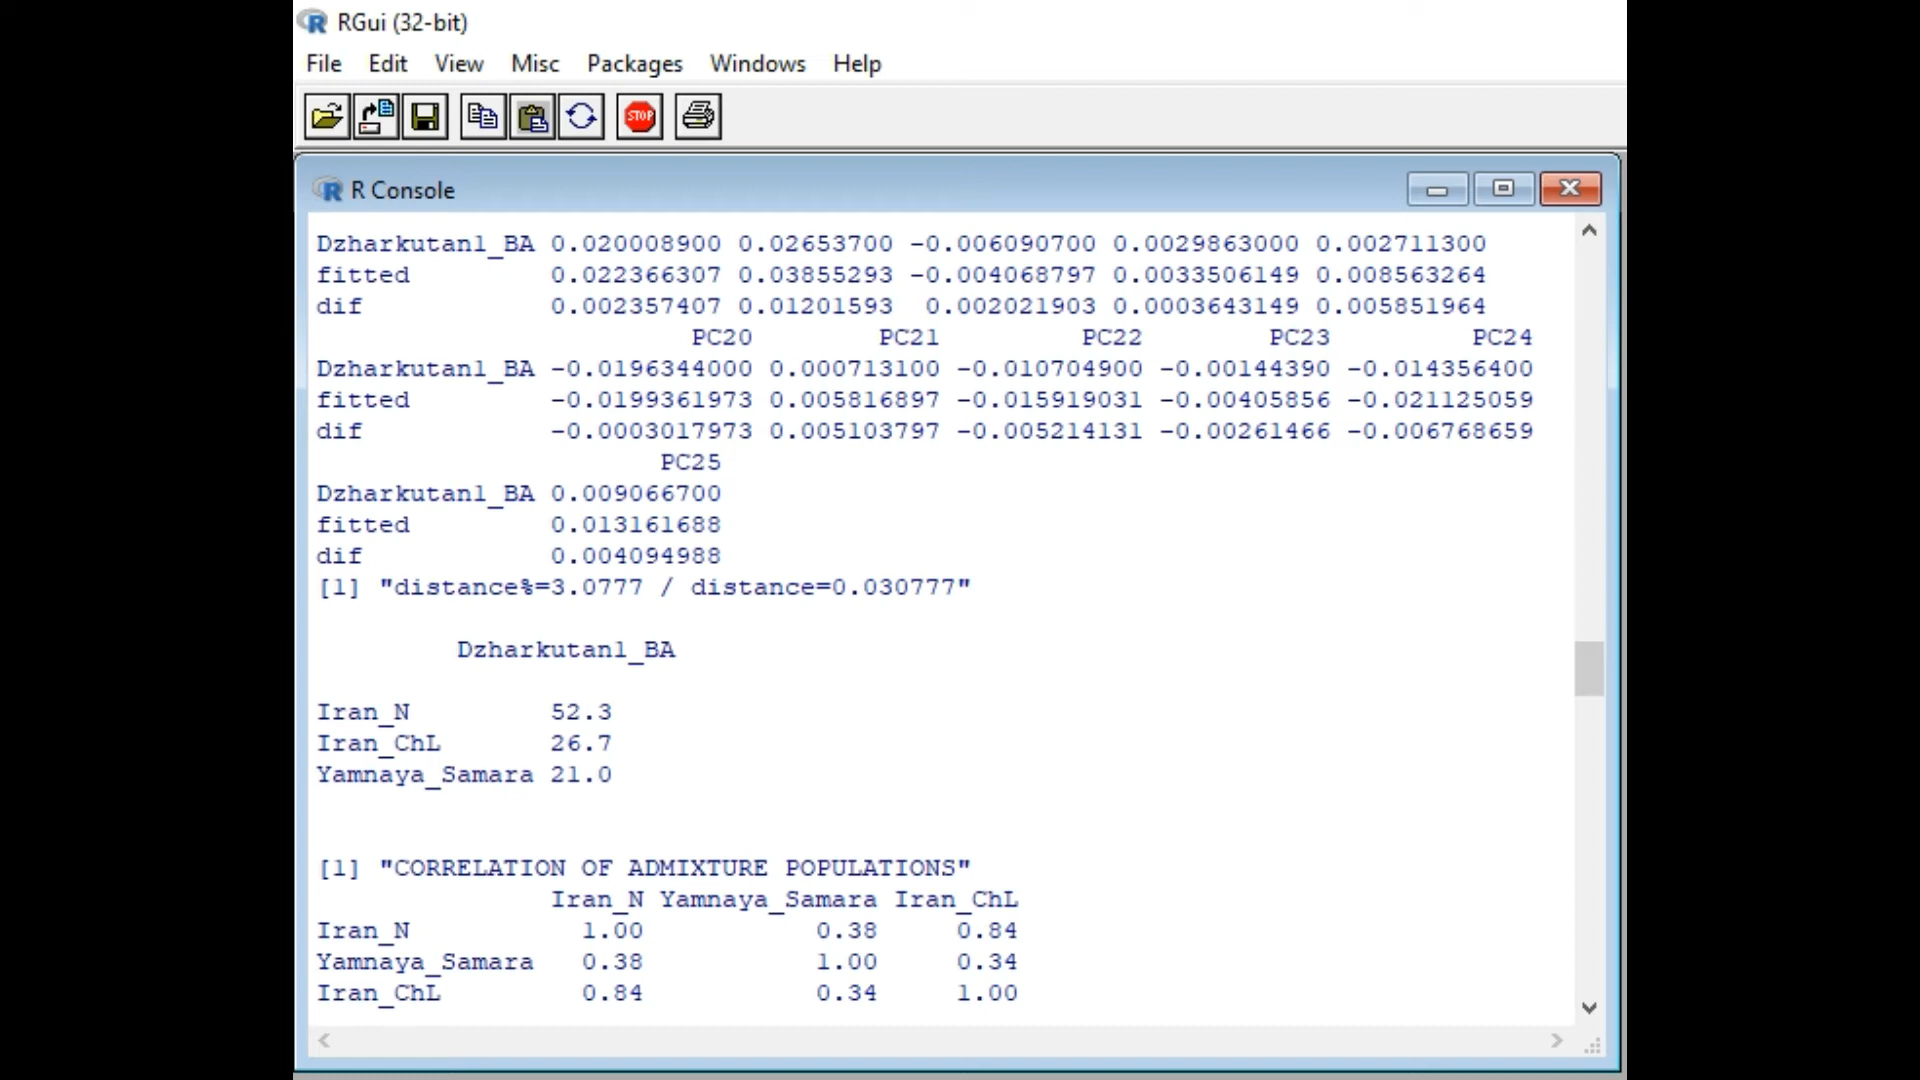 RGui (32-bit)
File Edit View Misc Packages Windows Help
STOP
R Console
Dzharkutan1_BA 0.020008900 0.02653700 -0.006090700 0.0029863000 0.002711300
fitted 0.022366307 0.03855293 -0.004068797 0.0033506149 0.008563264
dif 0.002357407 0.01201593 0.002021903 0.0003643149 0.005851964
PC20 PC21 PC22 PC23 PC24
Dzharkutan1_BA -0.0196344000 0.000713100 -0.010704900 -0.00144390 -0.014356400
fitted -0.0199361973 0.005816897 -0.015919031 -0.00405856 -0.021125059
dif -0.0003017973 0.005103797 -0.005214131 -0.00261466 -0.006768659
PC25
Dzharkutan1_BA 0.009066700
fitted 0.013161688
dif 0.004094988
[1] "distance%=3.0777 / distance=0.030777"
Dzharkutan1_BA
Iran_N 52.3
Iran_ChL 26.7
Yamnaya_Samara 21.0
[1] "CORRELATION OF ADMIXTURE POPULATIONS"
Iran_N Yamnaya_Samara Iran_ChL
Iran_N 1.00 0.38 0.84
Yamnaya_Samara 0.38 1.00 0.34
Iran_ChL 0.84 0.34 1.00